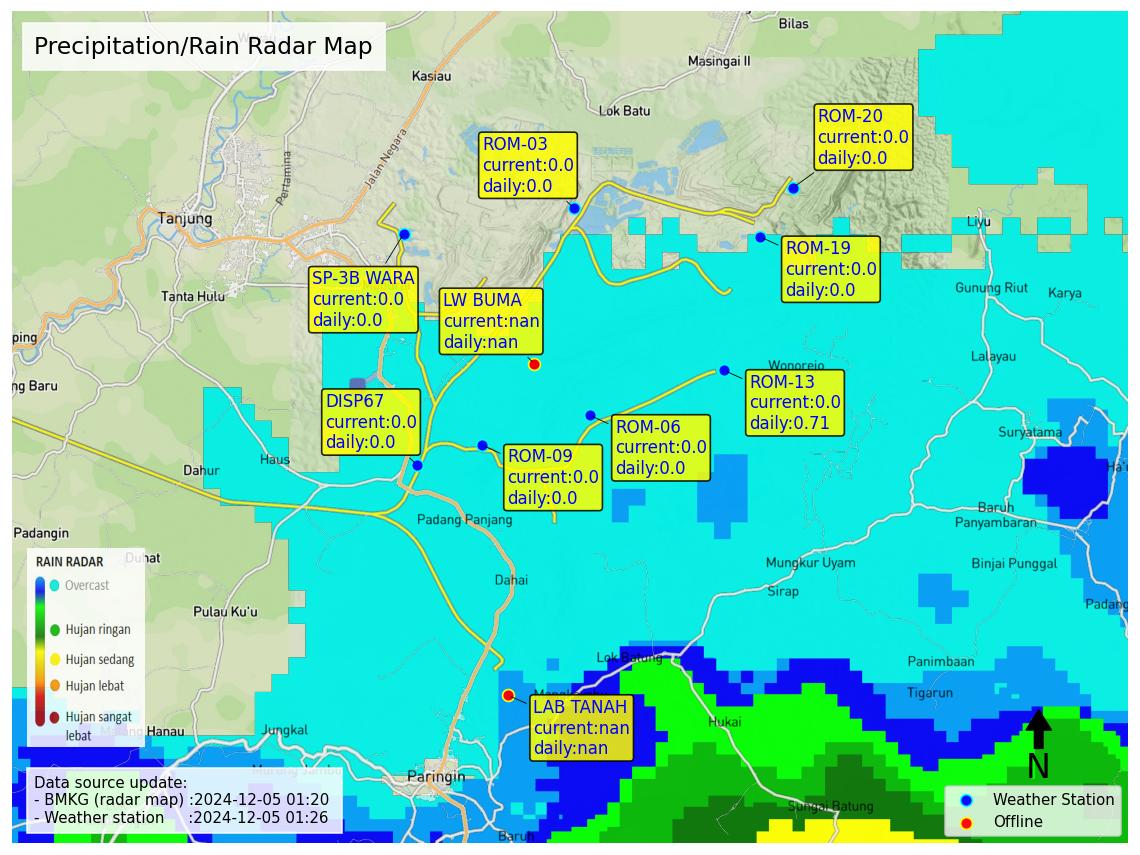 Precipitation/Rain Radar Map
Bilas
Masingai II
Kasiau
Lok Batu
Jalan Negara
Pertamina
ROM-20
current:0.0
daily:0.0
ROM-03
current:0.0
daily:0.0
Tanjung
Liyu
ROM-19
current:0.0
daily:0.0
SP-3B WARA
current:0.0
daily:0.0
LW BUMA
current:nan
daily:nan
Tanta Hulu
Gunung Riut
Karya
ping
Lalayau
Wonorejo
ng Baru
ROM-13
current:0.0
daily:0.71
DISP67
current:0.0
daily:0.0
ROM-06
current:0.0
daily:0.0
Suryatama
ROM-09
current:0.0
daily:0.0
Haus
Dahur
Baruh
Panyambaran
Padang Panjang
Padangin
Duhat
Mungkur Uyam
Binjai Punggal
Dahai
Sirap
Padang
Pulau Ku'u
RAIN RADAR
Overcast
Hujan ringan
Hujan sedang
Hujan lebat
Hujan sangat
lebat
Lok Batung
Panimbaan
Tigarun
LAB TANAH
current:nan
daily:nan
Hukai
Hanau
Jungkal
Murung Jambu
Paringin
N
Data source update:
- BMKG (radar map) :2024-12-05 01:20
- Weather station :2024-12-05 01:26
Sungai Batung
Baruh
Weather Station
Offline